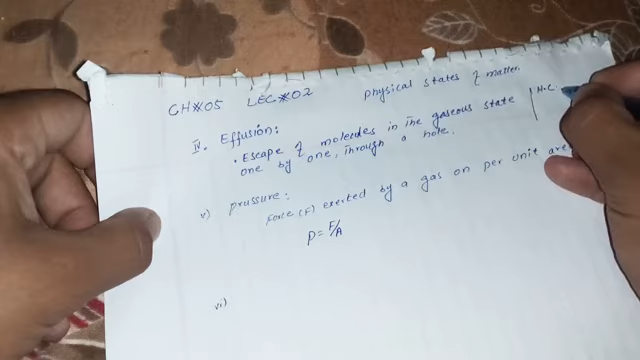 CH#05 LEC#02 Physical States of matter.
IV. Effusion:
. Escape of molecules in the gaseous state
one by one, through a hole.
v) pressure:
Force (F) exerted by a gas on per unit area
P = F/A
vi)